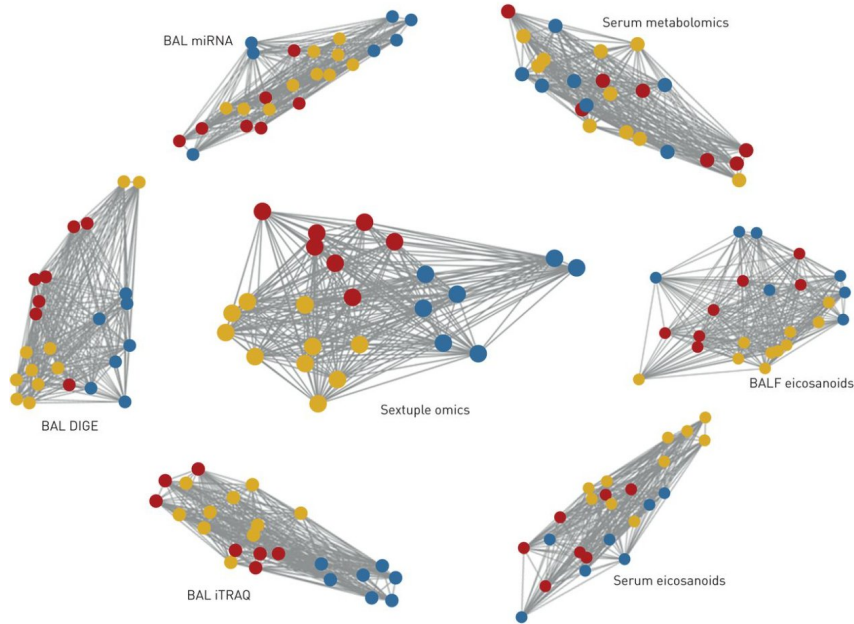 Serum metabolomics
BAL miRNA
BALF eicosanoids
Sextuple omics
BAL DIGE
Serum eicosanoids
BAL iTRAQ